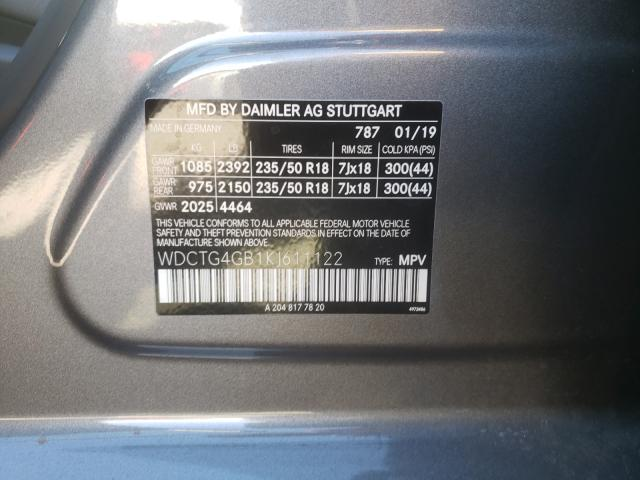 MFD BY DAIMLER AG STUTTGART
MADE IN GERMANY 787 01/19
KG LB TIRES RIM SIZE COLD KPA (PSI)
GAWR FRONT 1085 2392 235/50 R18 7Jx18 300(44)
GAWR REAR 975 2150 235/50 R18 7Jx18 300(44)
GVWR 2025 4464
THIS VEHICLE CONFORMS TO ALL APPLICABLE FEDERAL MOTOR VEHICLE
SAFETY AND THEFT PREVENTION STANDARDS IN EFFECT ON THE DATE
OF MANUFACTURE SHOWN ABOVE.
WDCTG4GB1KJ611122 TYPE: MPV
A 204 817 78 20 4973486